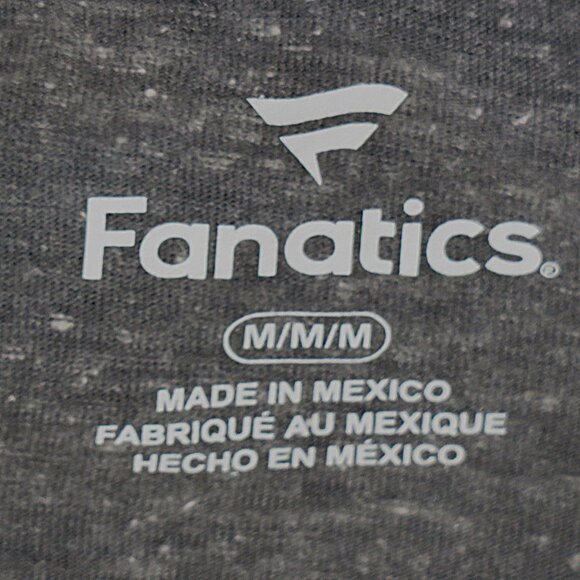 Fanatics®
M/M/M
MADE IN MEXICO
FABRIQUÉ AU MEXIQUE
HECHO EN MÉXICO